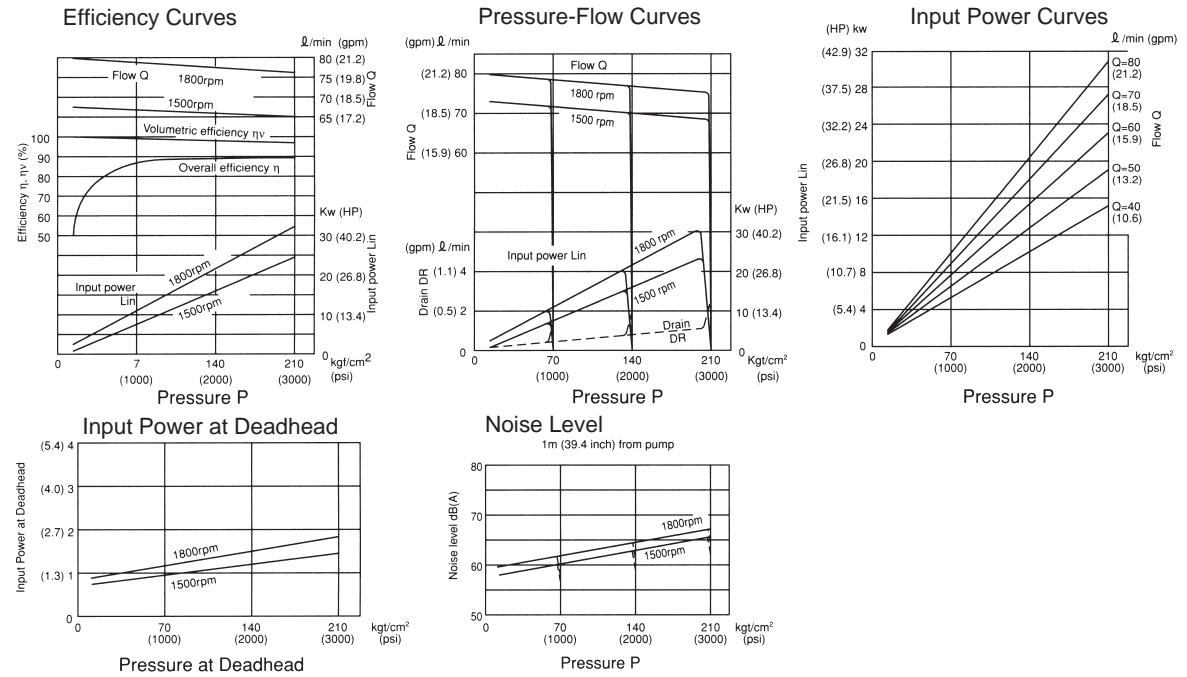 Efficiency Curves
ℓ/min (gpm)
80 (21.2)
75 (19.8)
70 (18.5)
65 (17.2)
Flow Q
Flow Q
1800rpm
1500rpm
Volumetric efficiency ην
Overall efficiency η
Efficiency η, ην (%)
100
90
80
70
60
50
Kw (HP)
30 (40.2)
20 (26.8)
10 (13.4)
0
Input power Lin
Input power
Lin
1800rpm
1500rpm
0
7
140
210
kgf/cm2
(1000)
(2000)
(3000)
(psi)
Pressure P
Pressure-Flow Curves
(gpm) ℓ/min
(21.2) 80
(18.5) 70
(15.9) 60
Flow Q
Flow Q
1800 rpm
1500 rpm
(gpm) ℓ/min
(1.1) 4
(0.5) 2
0
Drain DR
Input power Lin
1800 rpm
1500 rpm
Drain
DR
Kw (HP)
30 (40.2)
20 (26.8)
10 (13.4)
0
0
70
140
210
Kgf/cm2
(1000)
(2000)
(3000)
(psi)
Pressure P
Input Power Curves
(HP) kw
ℓ/min (gpm)
(42.9) 32
(37.5) 28
(32.2) 24
(26.8) 20
(21.5) 16
(16.1) 12
(10.7) 8
(5.4) 4
0
Input power Lin
Q=80
(21.2)
Q=70
(18.5)
Q=60
(15.9)
Q=50
(13.2)
Q=40
(10.6)
Flow Q
0
70
140
210
kgf/cm2
(1000)
(2000)
(3000)
(psi)
Pressure P
Input Power at Deadhead
(5.4) 4
(4.0) 3
(2.7) 2
(1.3) 1
0
Input Power at Deadhead
1800rpm
1500rpm
0
70
140
210
kgt/cm2
(1000)
(2000)
(3000)
(psi)
Pressure at Deadhead
Noise Level
1m (39.4 inch) from pump
80
70
60
50
Noise level dB(A)
1800rpm
1500rpm
0
70
140
210
kgt/cm2
(1000)
(2000)
(3000)
(psi)
Pressure P